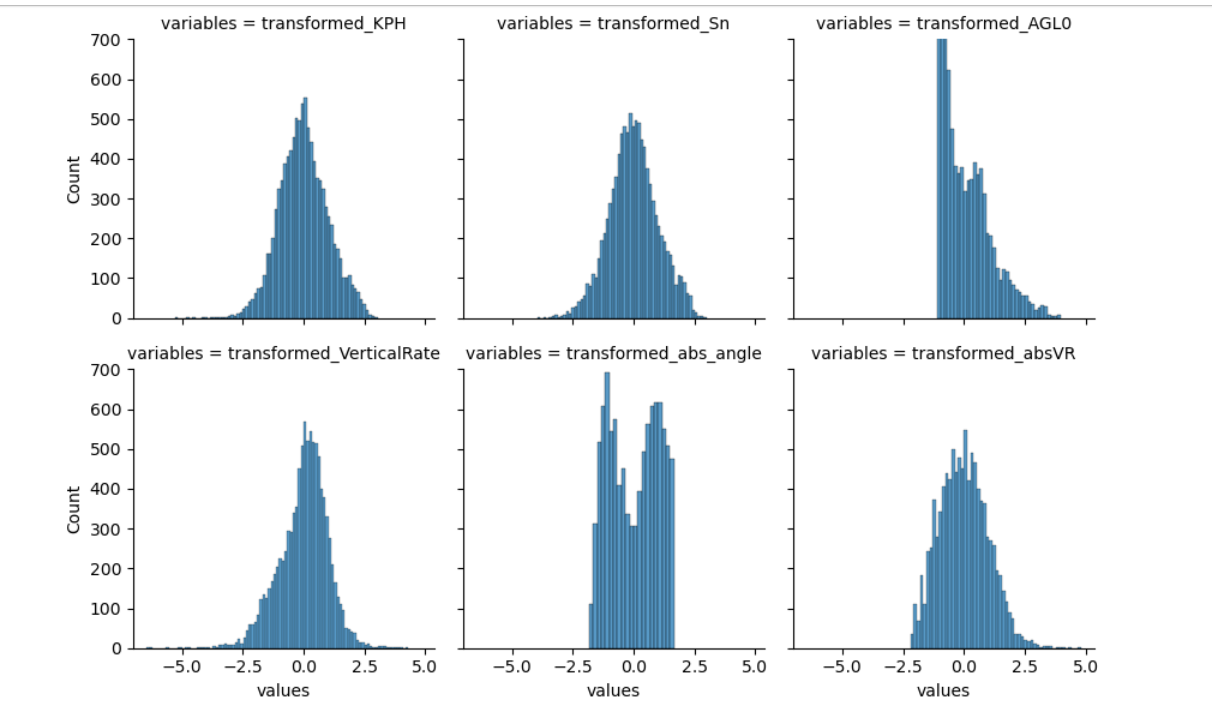 variables = transformed_KPH
variables = transformed_Sn
variables = transformed_AGL0
700
600
500
400
300
200
100
0
Count
variables = transformed_VerticalRate
variables = transformed_abs_angle
variables = transformed_absVR
700
600
500
400
300
200
100
0
Count
−5.0 −2.5 0.0 2.5 5.0
−5.0 −2.5 0.0 2.5 5.0
−5.0 −2.5 0.0 2.5 5.0
values
values
values